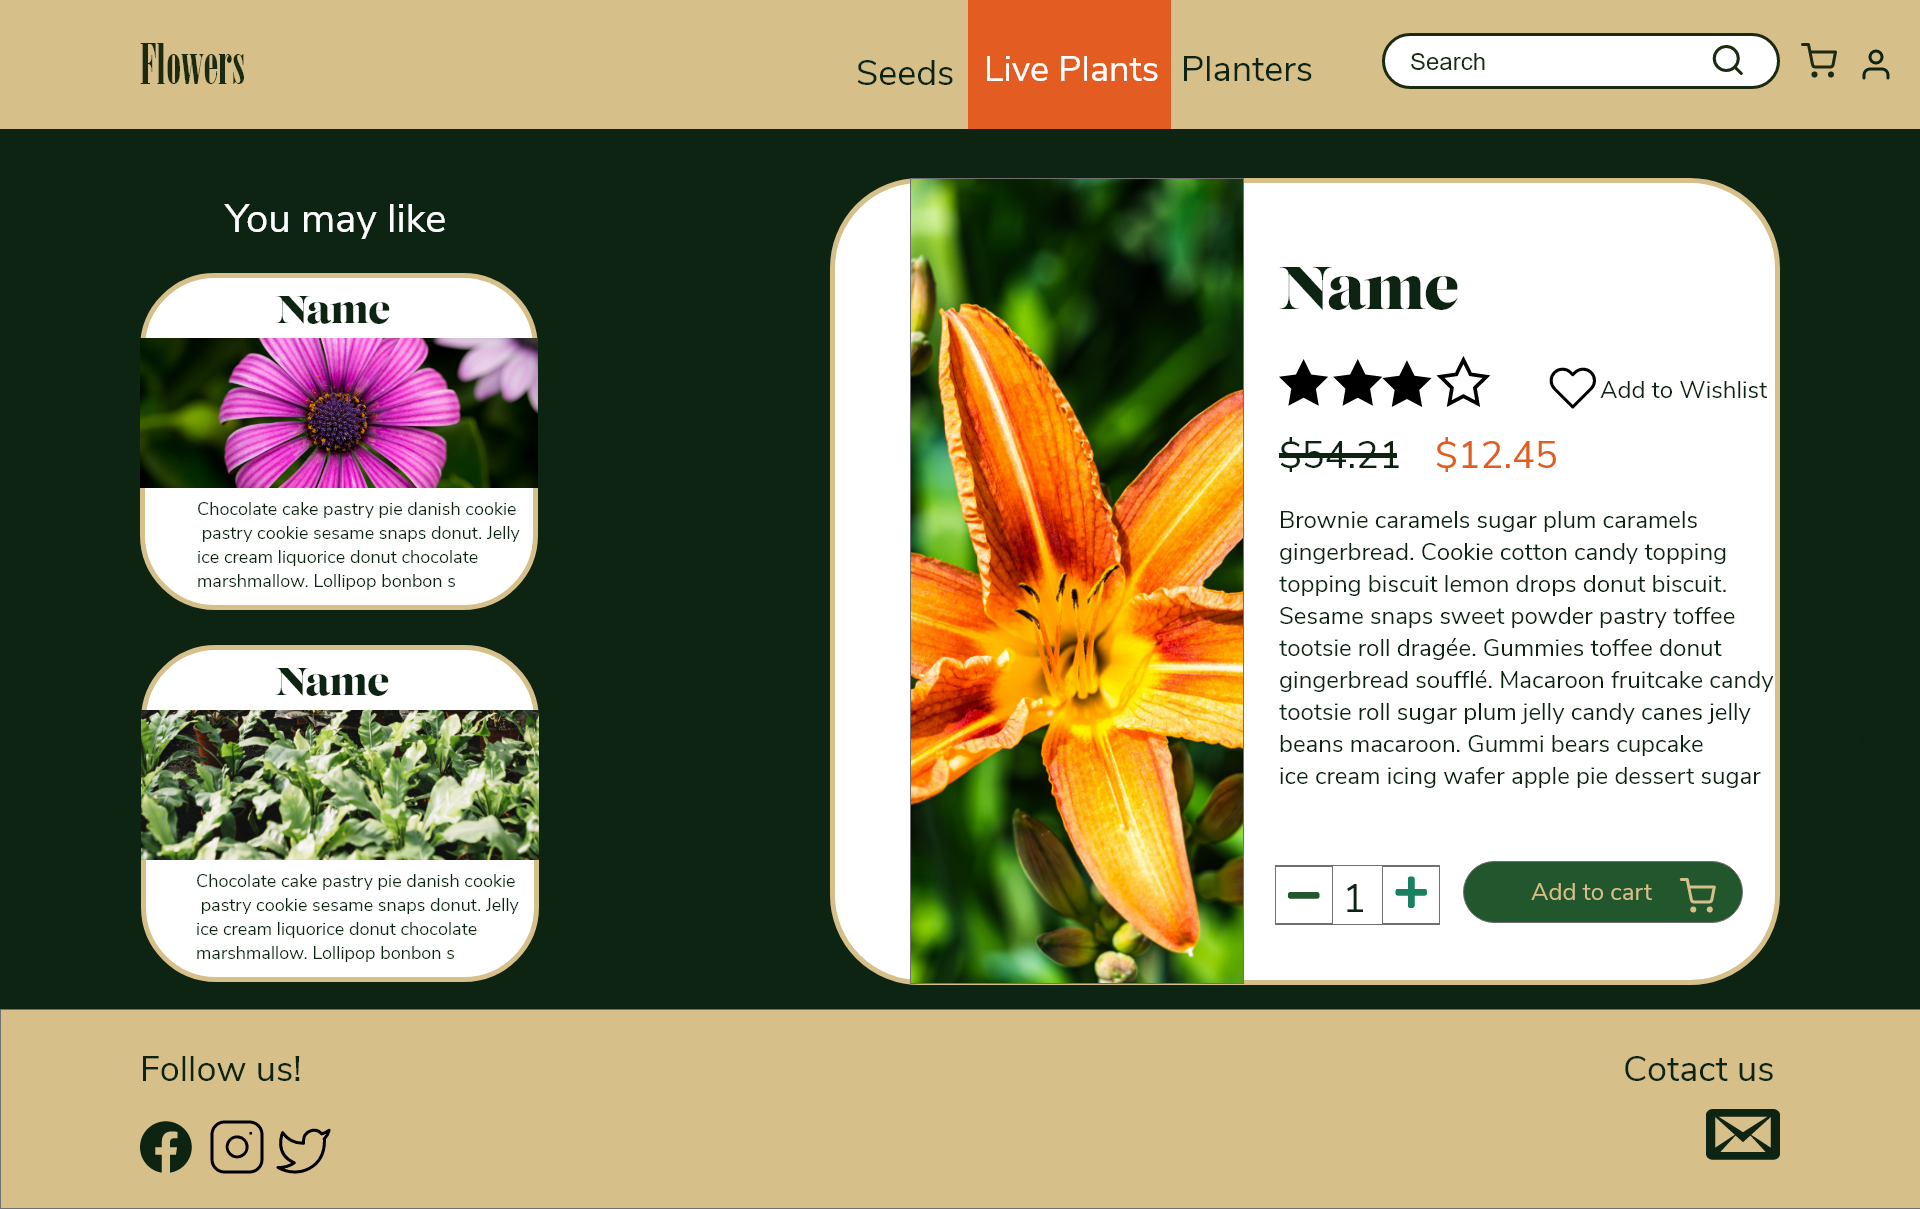 Flowers
Seeds
Live Plants
Planters
Search
You may like
Name
Chocolate cake pastry pie danish cookie
pastry cookie sesame snaps donut. Jelly
ice cream liquorice donut chocolate
marshmallow. Lollipop bonbon s
Name
Chocolate cake pastry pie danish cookie
pastry cookie sesame snaps donut. Jelly
ice cream liquorice donut chocolate
marshmallow. Lollipop bonbon s
Name
Add to Wishlist
$54.21 $12.45
Brownie caramels sugar plum caramels
gingerbread. Cookie cotton candy topping
topping biscuit lemon drops donut biscuit.
Sesame snaps sweet powder pastry toffee
tootsie roll dragée. Gummies toffee donut
gingerbread soufflé. Macaroon fruitcake candy
tootsie roll sugar plum jelly candy canes jelly
beans macaroon. Gummi bears cupcake
ice cream icing wafer apple pie dessert sugar
1
Add to cart
Follow us!
Cotact us